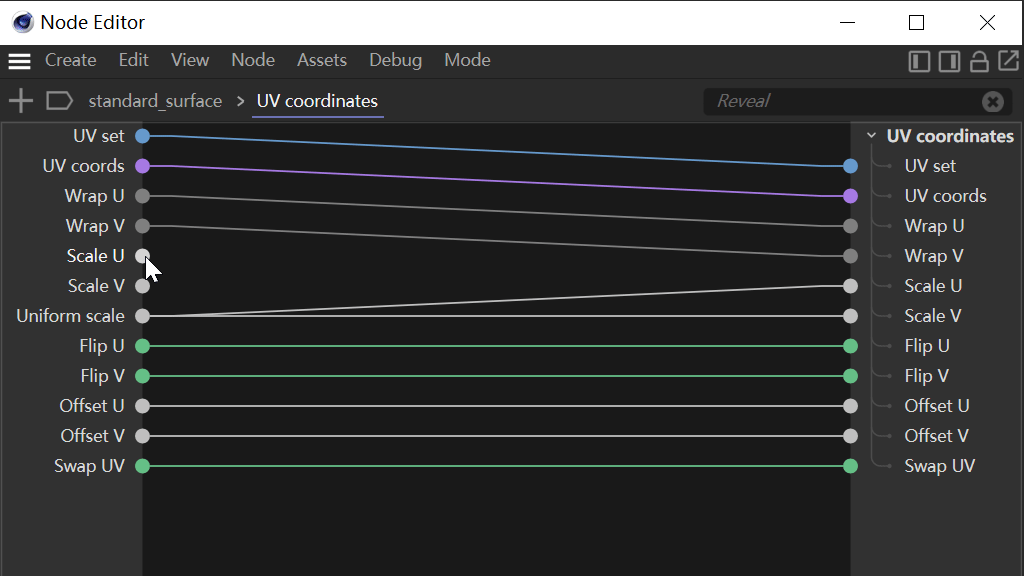 Node Editor
Create Edit View Node Assets Debug Mode
standard_surface > UV coordinates Reveal
UV set
UV coords
Wrap U
Wrap V
Scale U
Scale V
Uniform scale
Flip U
Flip V
Offset U
Offset V
Swap UV
UV coordinates
UV set
UV coords
Wrap U
Wrap V
Scale U
Scale V
Flip U
Flip V
Offset U
Offset V
Swap UV